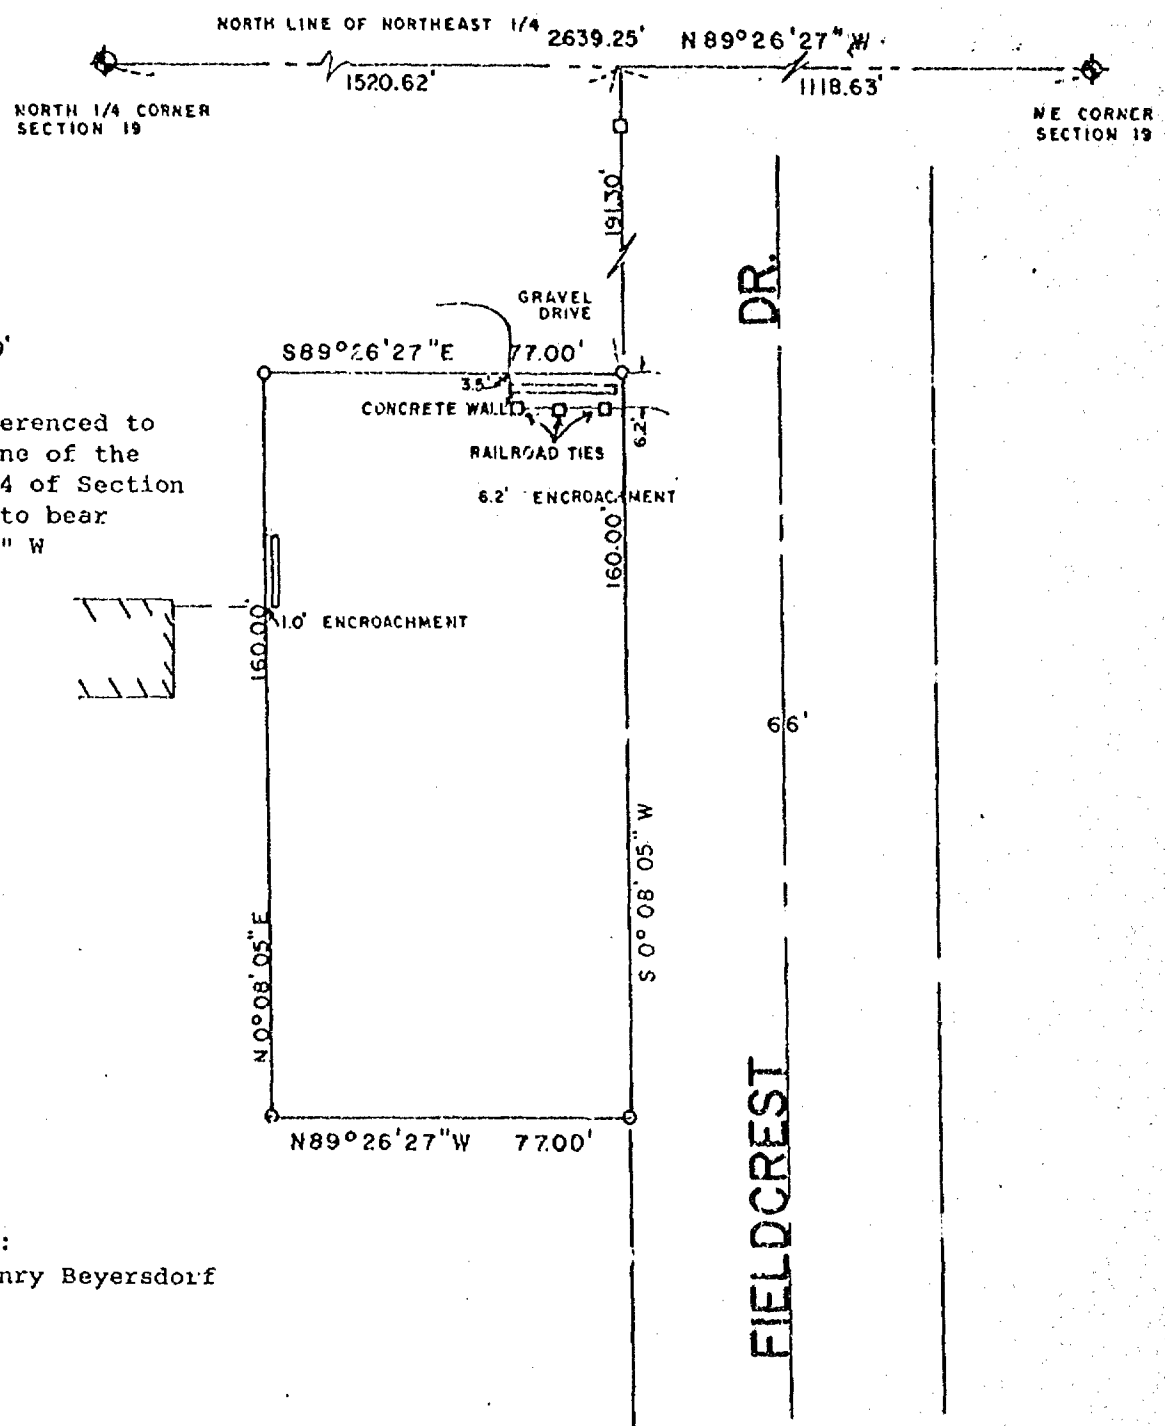 NORTH LINE OF NORTHEAST 1/4
2639.25' N89°26'27"W
1520.62'
1118.63'
NORTH 1/4 CORNER
SECTION 19
NE CORNER
SECTION 19
191.30'
DR.
GRAVEL
DRIVE
S89°26'27"E 77.00'
3.5'
CONCRETE WALL
6.2'
RAILROAD TIES
6.2' ENCROACHMENT
erenced to
ne of the
4 of Section
to bear
" W
160.00'
1.0' ENCROACHMENT
160.00'
66'
S 0°08'05"W
N 0°08'05"E
N89°26'27"W 77.00'
FIELDCREST
:
nry Beyersdorf